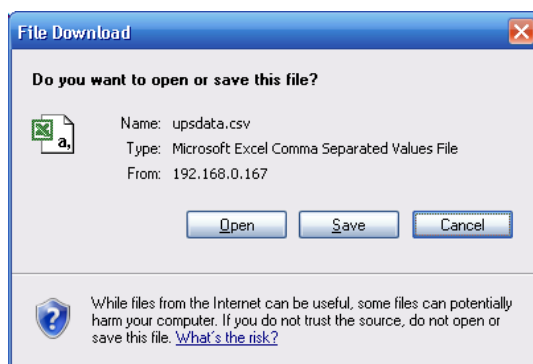 File Download
Do you want to open or save this file?
a,
Name: upsdata.csv
Type: Microsoft Excel Comma Separated Values File
From: 192.168.0.167
Open Save Cancel
While files from the Internet can be useful, some files can potentially
harm your computer. If you do not trust the source, do not open or
save this file. What's the risk?